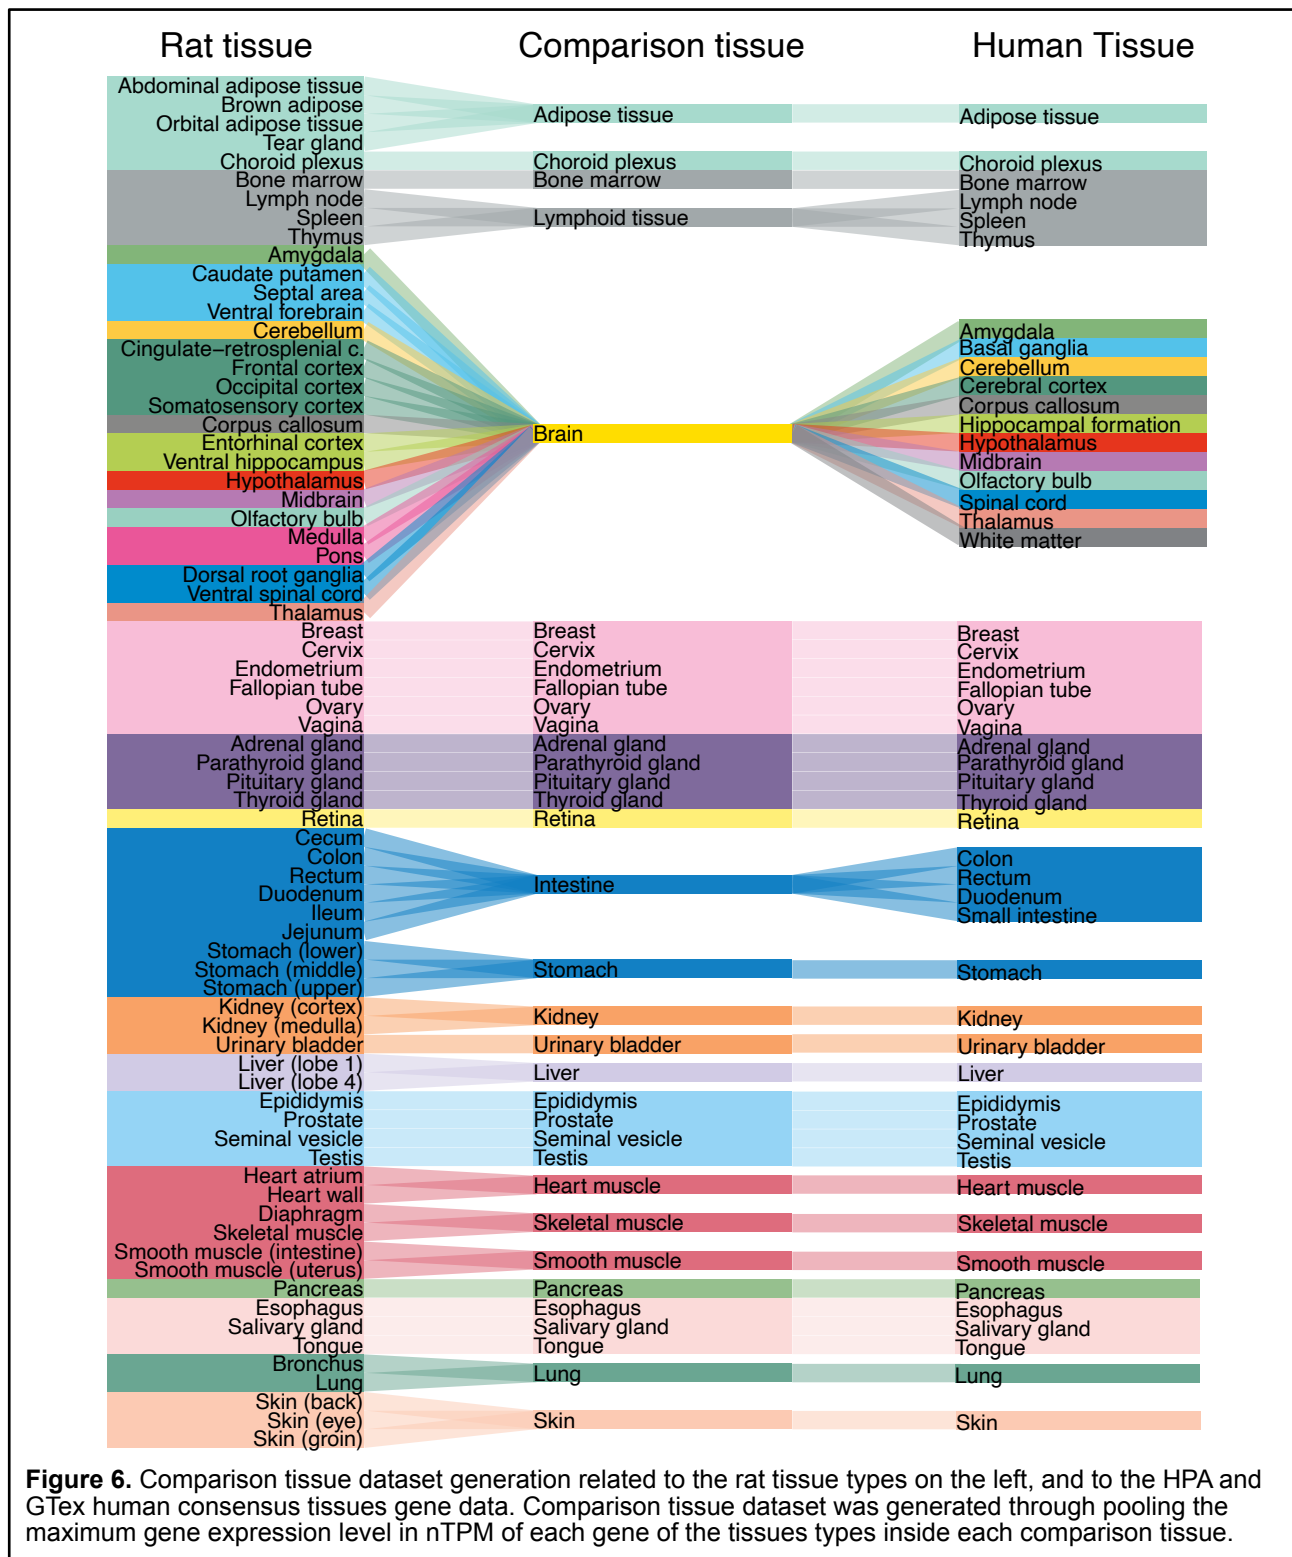 Rat tissue
Comparison tissue
Human Tissue
Abdominal adipose tissue
Brown adipose
Orbital adipose tissue
Tear gland
Choroid plexus
Bone marrow
Lymph node
Spleen
Thymus
Amygdala
Caudate putamen
Septal area
Ventral forebrain
Cerebellum
Cingulate−retrosplenial c.
Frontal cortex
Occipital cortex
Somatosensory cortex
Corpus callosum
Entorhinal cortex
Ventral hippocampus
Hypothalamus
Midbrain
Olfactory bulb
Medulla
Pons
Dorsal root ganglia
Ventral spinal cord
Thalamus
Breast
Cervix
Endometrium
Fallopian tube
Ovary
Vagina
Adrenal gland
Parathyroid gland
Pituitary gland
Thyroid gland
Retina
Cecum
Colon
Rectum
Duodenum
Ileum
Jejunum
Stomach (lower)
Stomach (middle)
Stomach (upper)
Kidney (cortex)
Kidney (medulla)
Urinary bladder
Liver (lobe 1)
Liver (lobe 4)
Epididymis
Prostate
Seminal vesicle
Testis
Heart atrium
Heart wall
Diaphragm
Skeletal muscle
Smooth muscle (intestine)
Smooth muscle (uterus)
Pancreas
Esophagus
Salivary gland
Tongue
Bronchus
Lung
Skin (back)
Skin (eye)
Skin (groin)
Adipose tissue
Choroid plexus
Bone marrow
Lymphoid tissue
Brain
Breast
Cervix
Endometrium
Fallopian tube
Ovary
Vagina
Adrenal gland
Parathyroid gland
Pituitary gland
Thyroid gland
Retina
Intestine
Stomach
Kidney
Urinary bladder
Liver
Epididymis
Prostate
Seminal vesicle
Testis
Heart muscle
Skeletal muscle
Smooth muscle
Pancreas
Esophagus
Salivary gland
Tongue
Lung
Skin
Adipose tissue
Choroid plexus
Bone marrow
Lymph node
Spleen
Thymus
Amygdala
Basal ganglia
Cerebellum
Cerebral cortex
Corpus callosum
Hippocampal formation
Hypothalamus
Midbrain
Olfactory bulb
Spinal cord
Thalamus
White matter
Breast
Cervix
Endometrium
Fallopian tube
Ovary
Vagina
Adrenal gland
Parathyroid gland
Pituitary gland
Thyroid gland
Retina
Colon
Rectum
Duodenum
Small intestine
Stomach
Kidney
Urinary bladder
Liver
Epididymis
Prostate
Seminal vesicle
Testis
Heart muscle
Skeletal muscle
Smooth muscle
Pancreas
Esophagus
Salivary gland
Tongue
Lung
Skin
Figure 6. Comparison tissue dataset generation related to the rat tissue types on the left, and to the HPA and
GTex human consensus tissues gene data. Comparison tissue dataset was generated through pooling the
maximum gene expression level in nTPM of each gene of the tissues types inside each comparison tissue.